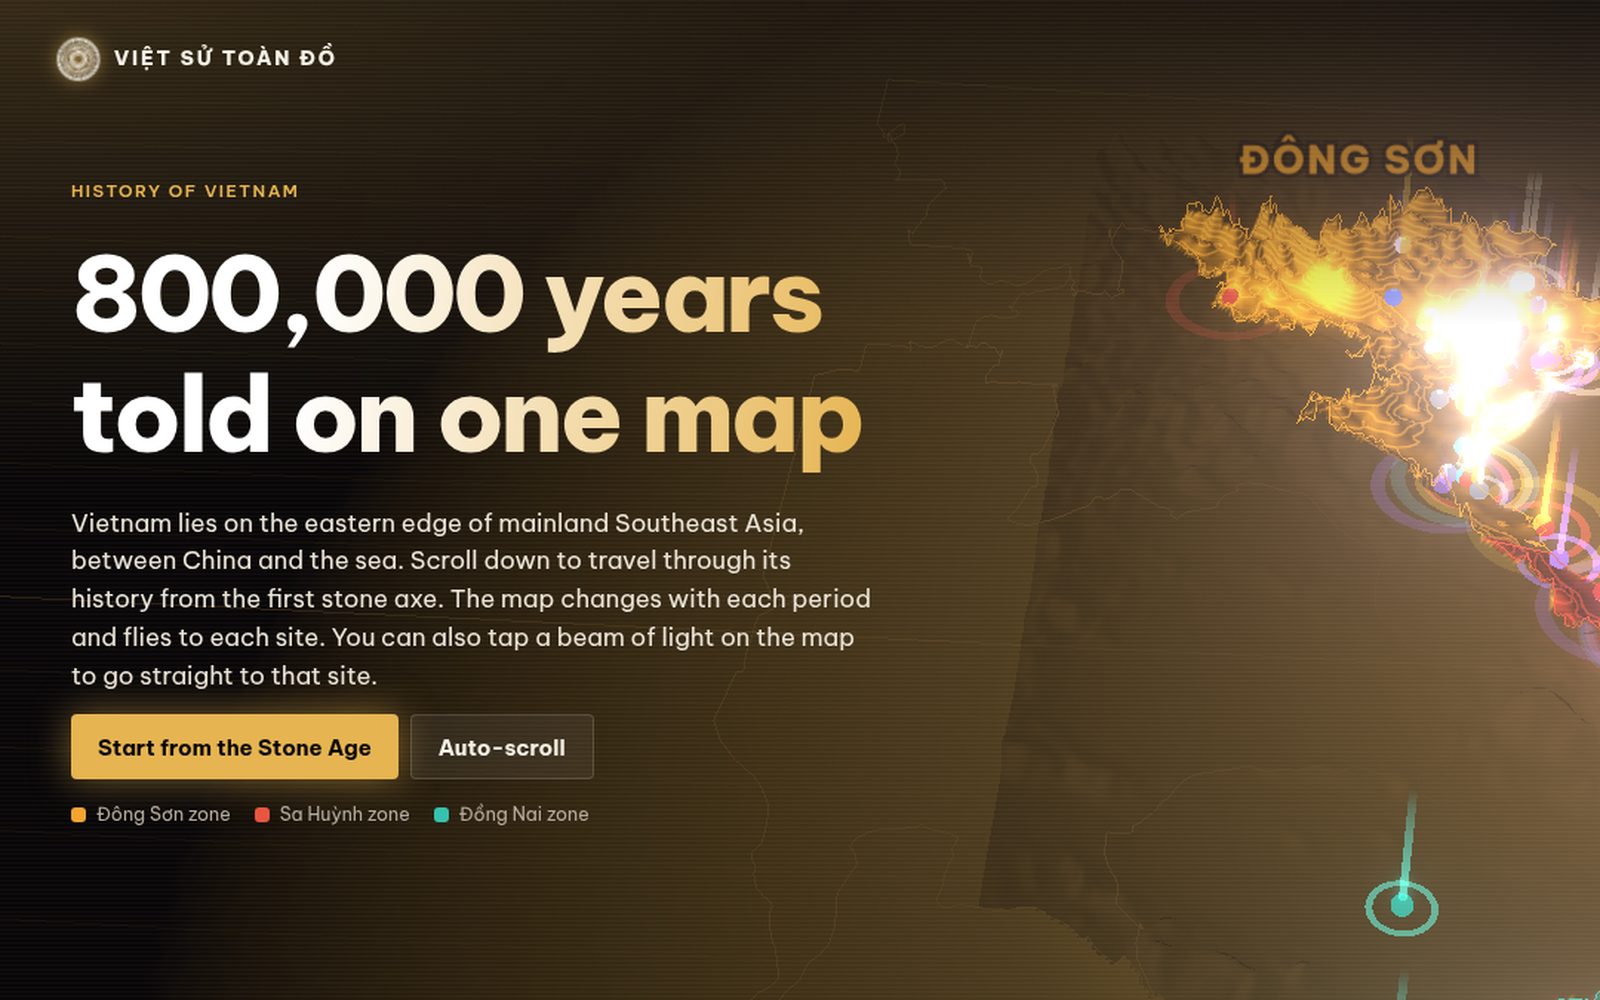 VIỆT SỬ TOÀN ĐỒ
HISTORY OF VIETNAM
800,000 years
told on one map
Vietnam lies on the eastern edge of mainland Southeast Asia,
between China and the sea. Scroll down to travel through its
history from the first stone axe. The map changes with each period
and flies to each site. You can also tap a beam of light on the map
to go straight to that site.
Start from the Stone Age
Auto-scroll
Đông Sơn zone
Sa Huỳnh zone
Đồng Nai zone
ĐÔNG SƠN